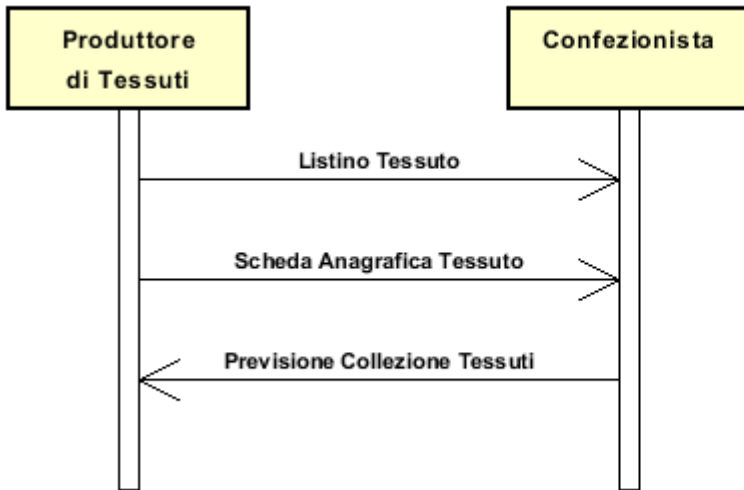 Produttore
di Tessuti
Confezionista
Listino Tessuto
Scheda Anagrafica Tessuto
Previsione Collezione Tessuti